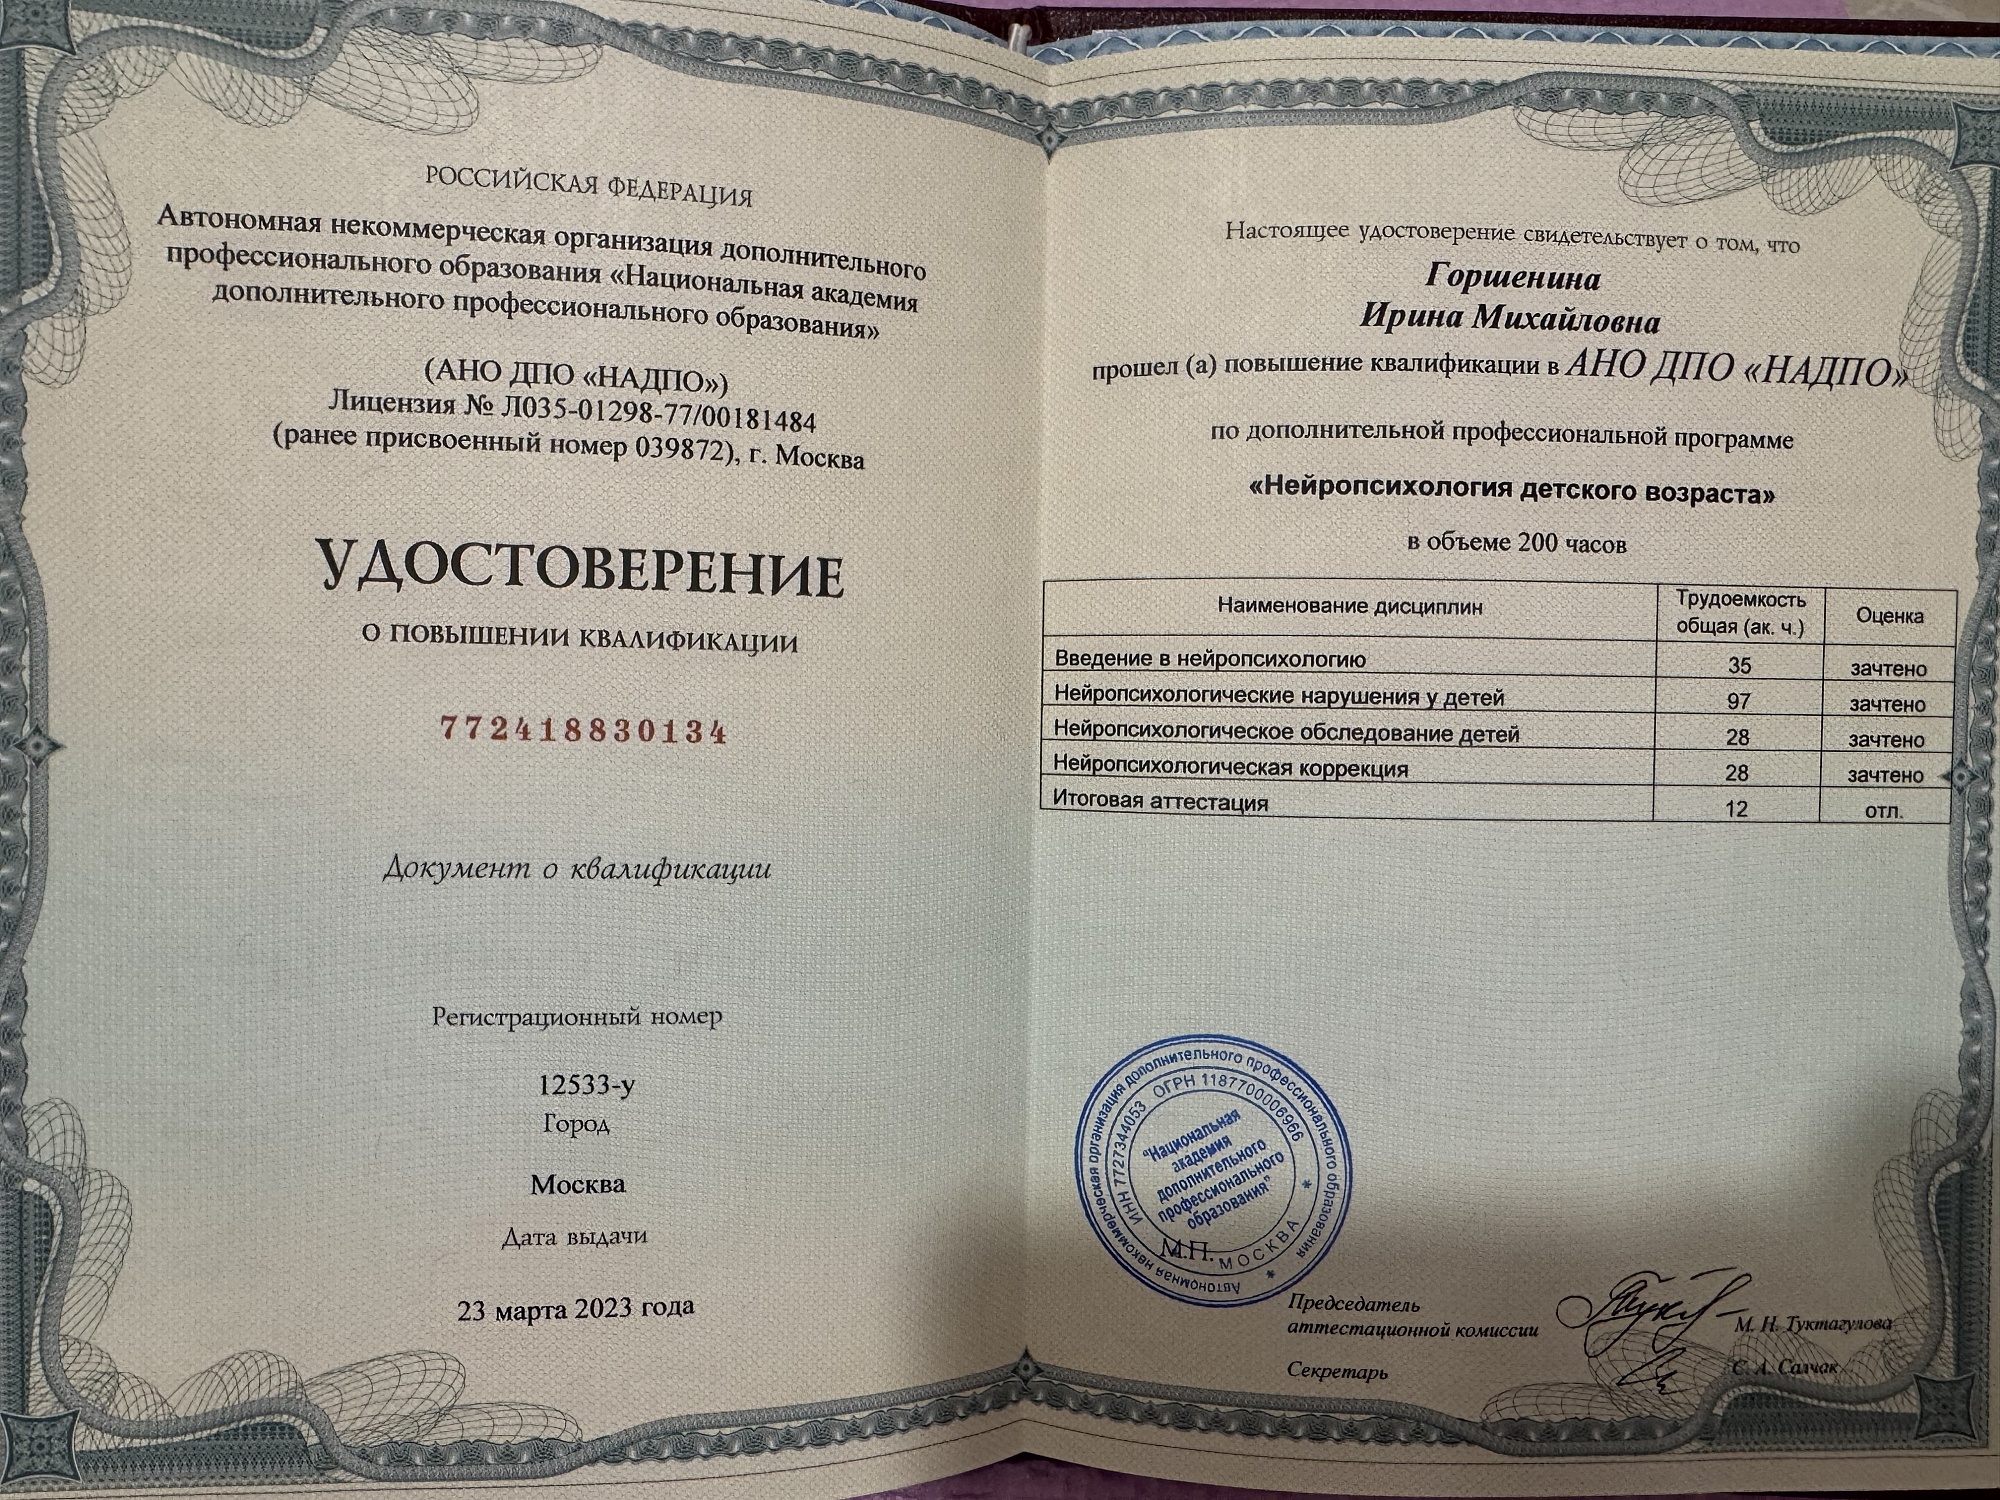 РОССИЙСКАЯ ФЕДЕРАЦИЯ
Автономная некоммерческая организация дополнительного
профессионального образования «Национальная академия
дополнительного профессионального образования»
(АНО ДПО «НАДПО»)
Лицензия № Л035-01298-77/00181484
(ранее присвоенный номер 039872), г. Москва
УДОСТОВЕРЕНИЕ
О ПОВЫШЕНИИ КВАЛИФИКАЦИИ
772418830134
Документ о квалификации
Регистрационный номер
12533-у
Город
Москва
Дата выдачи
23 марта 2023 года
Настоящее удостоверение свидетельствует о том, что
Горшенина
Ирина Михайловна
прошел (а) повышение квалификации в АНО ДПО «НАДПО»
по дополнительной профессиональной программе
«Нейропсихология детского возраста»
в объеме 200 часов
Наименование дисциплин Трудоемкость общая (ак. ч.) Оценка
Введение в нейропсихологию 35 зачтено
Нейропсихологические нарушения у детей 97 зачтено
Нейропсихологическое обследование детей 28 зачтено
Нейропсихологическая коррекция 28 зачтено
Итоговая аттестация 12 отл.
Автономная некоммерческая организация дополнительного профессионального образования
ИНН 7727344053 ОГРН 1187700006966
"Национальная
академия
дополнительного
профессионального
образования"
МОСКВА
М.П.
Председатель
аттестационной комиссии М. Н. Туктагулова
Секретарь С. А. Салчак